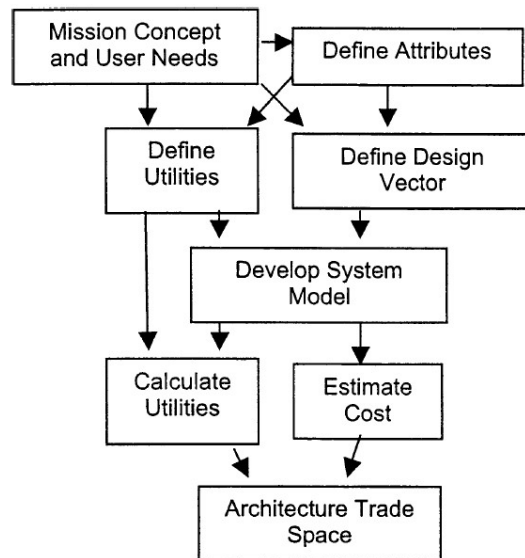 Mission Concept
and User Needs
Define Attributes
Define
Utilities
Define Design
Vector
Develop System
Model
Calculate
Utilities
Estimate
Cost
Architecture Trade
Space